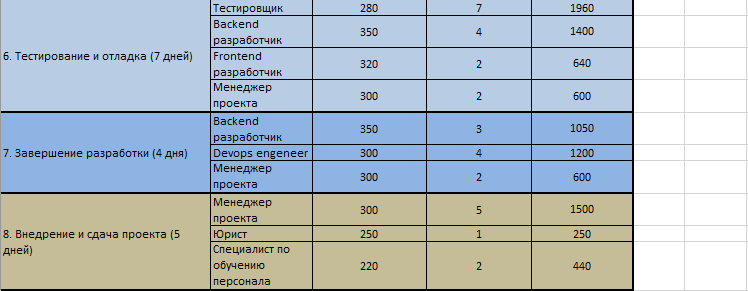 6. Тестирование и отладка (7 дней)
Тестировщик 280 7 1960
Backend
разработчик 350 4 1400
Frontend
разработчик 320 2 640
Менеджер
проекта 300 2 600
7. Завершение разработки (4 дня)
Backend
разработчик 350 3 1050
Devops engeneer 300 4 1200
Менеджер
проекта 300 2 600
8. Внедрение и сдача проекта (5
дней)
Менеджер
проекта 300 5 1500
Юрист 250 1 250
Специалист по
обучению
персонала 220 2 440